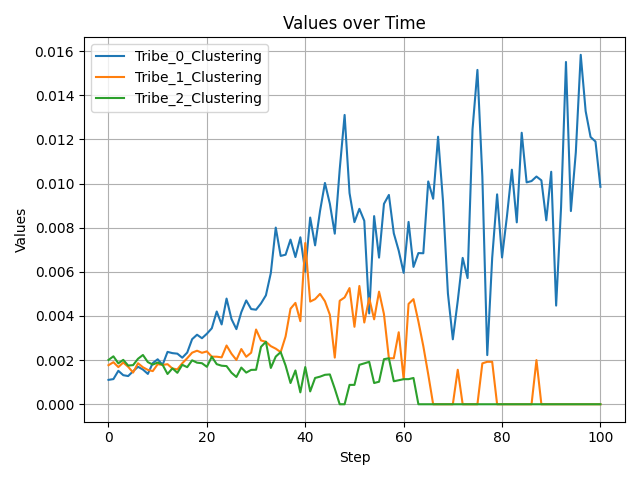 Values over Time
Tribe_0_Clustering
Tribe_1_Clustering
Tribe_2_Clustering
0.016
0.014
0.012
0.010
0.008
0.006
0.004
0.002
0.000
Values
0 20 40 60 80 100
Step